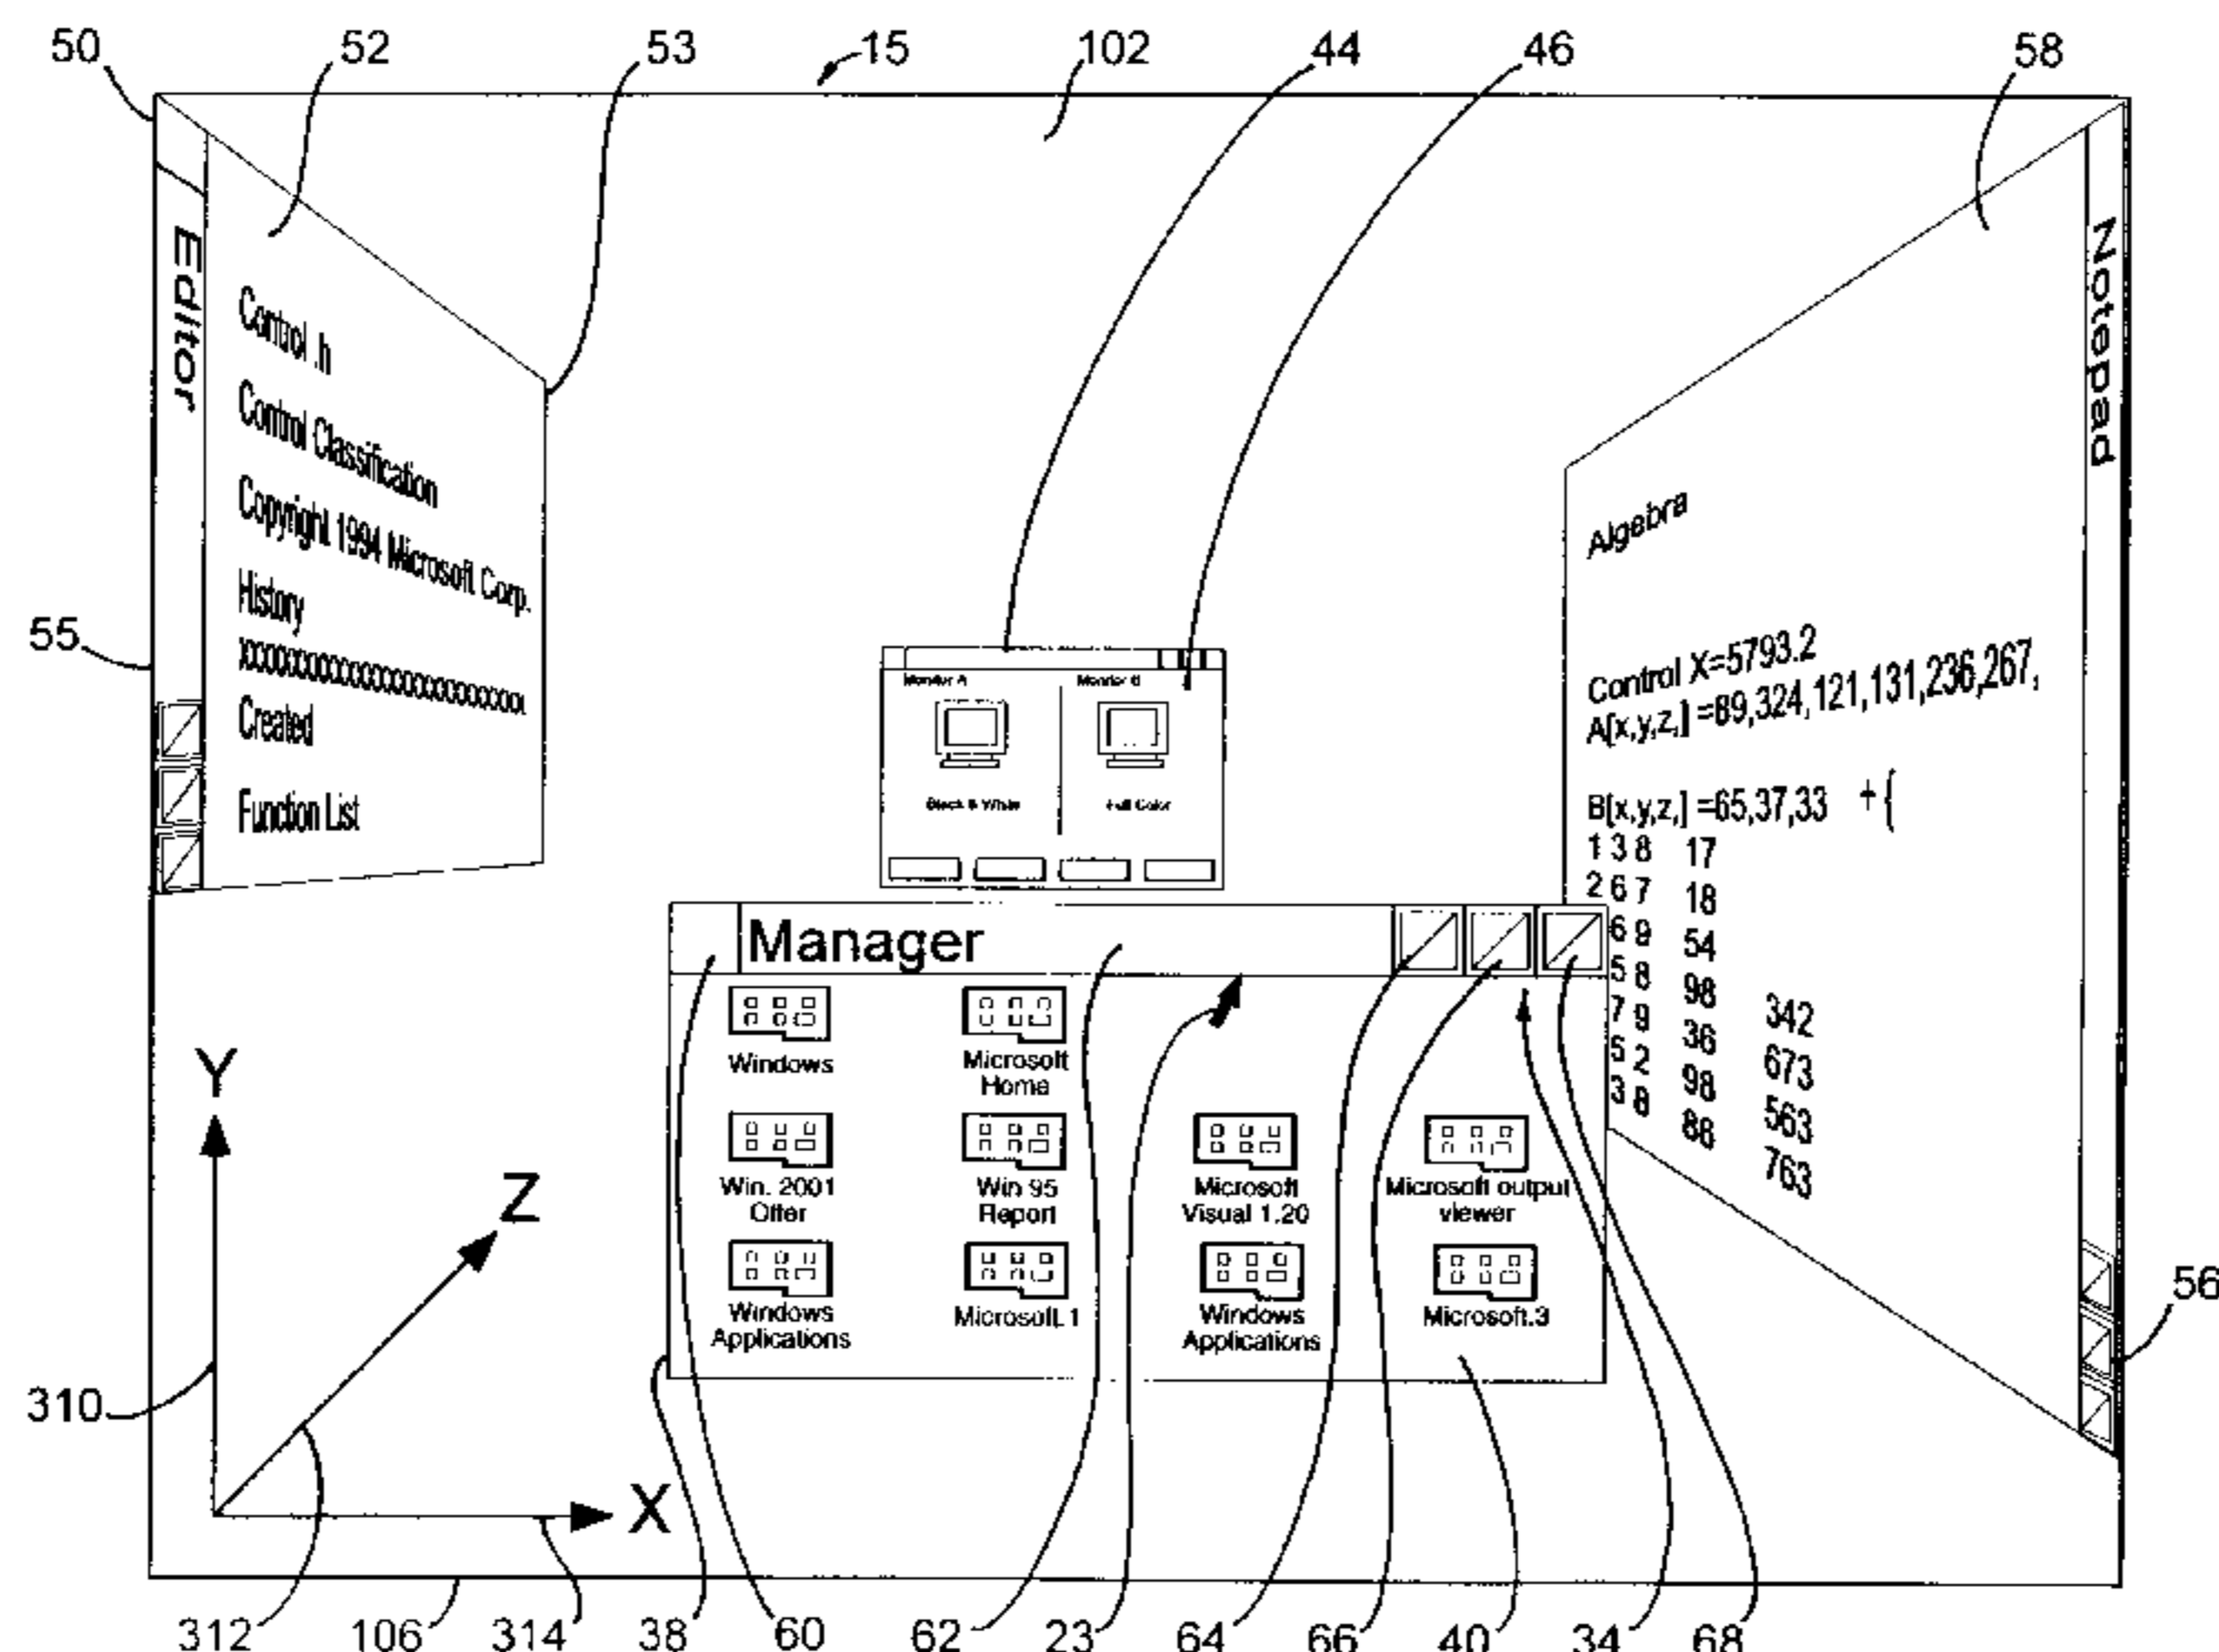 50 52 53 15 102 44 46 58
Editor
Control .h
Control Classification
Copyright 1994 Microsoft Corp.
History
Created
Function List
55
Monitor A Monitor B
Black & White Full Color
Notepad
Algebra
Control X=5793.2
A[x,y,z,] =89,324,121,131,236,267,
B[x,y,z,] =65,37,33 +{
1 3 8 17
2 6 7 18
6 9 54
5 8 98 342
7 9 36 673
5 2 98 563
3 8 86 763
Manager
Windows
Microsoft
Home
Win. 2001
Offer
Win 95
Report
Microsoft
Visual 1.20
Microsoft output
viewer
Windows
Applications
Microsoft.1
Windows
Applications
Microsoft.3
Y
Z
X
310
56
312 106 314 38 60 62 23 64 66 40 34 68